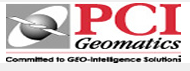 PCI
Geomatics
Committed to GEO-Intelligence Solutions